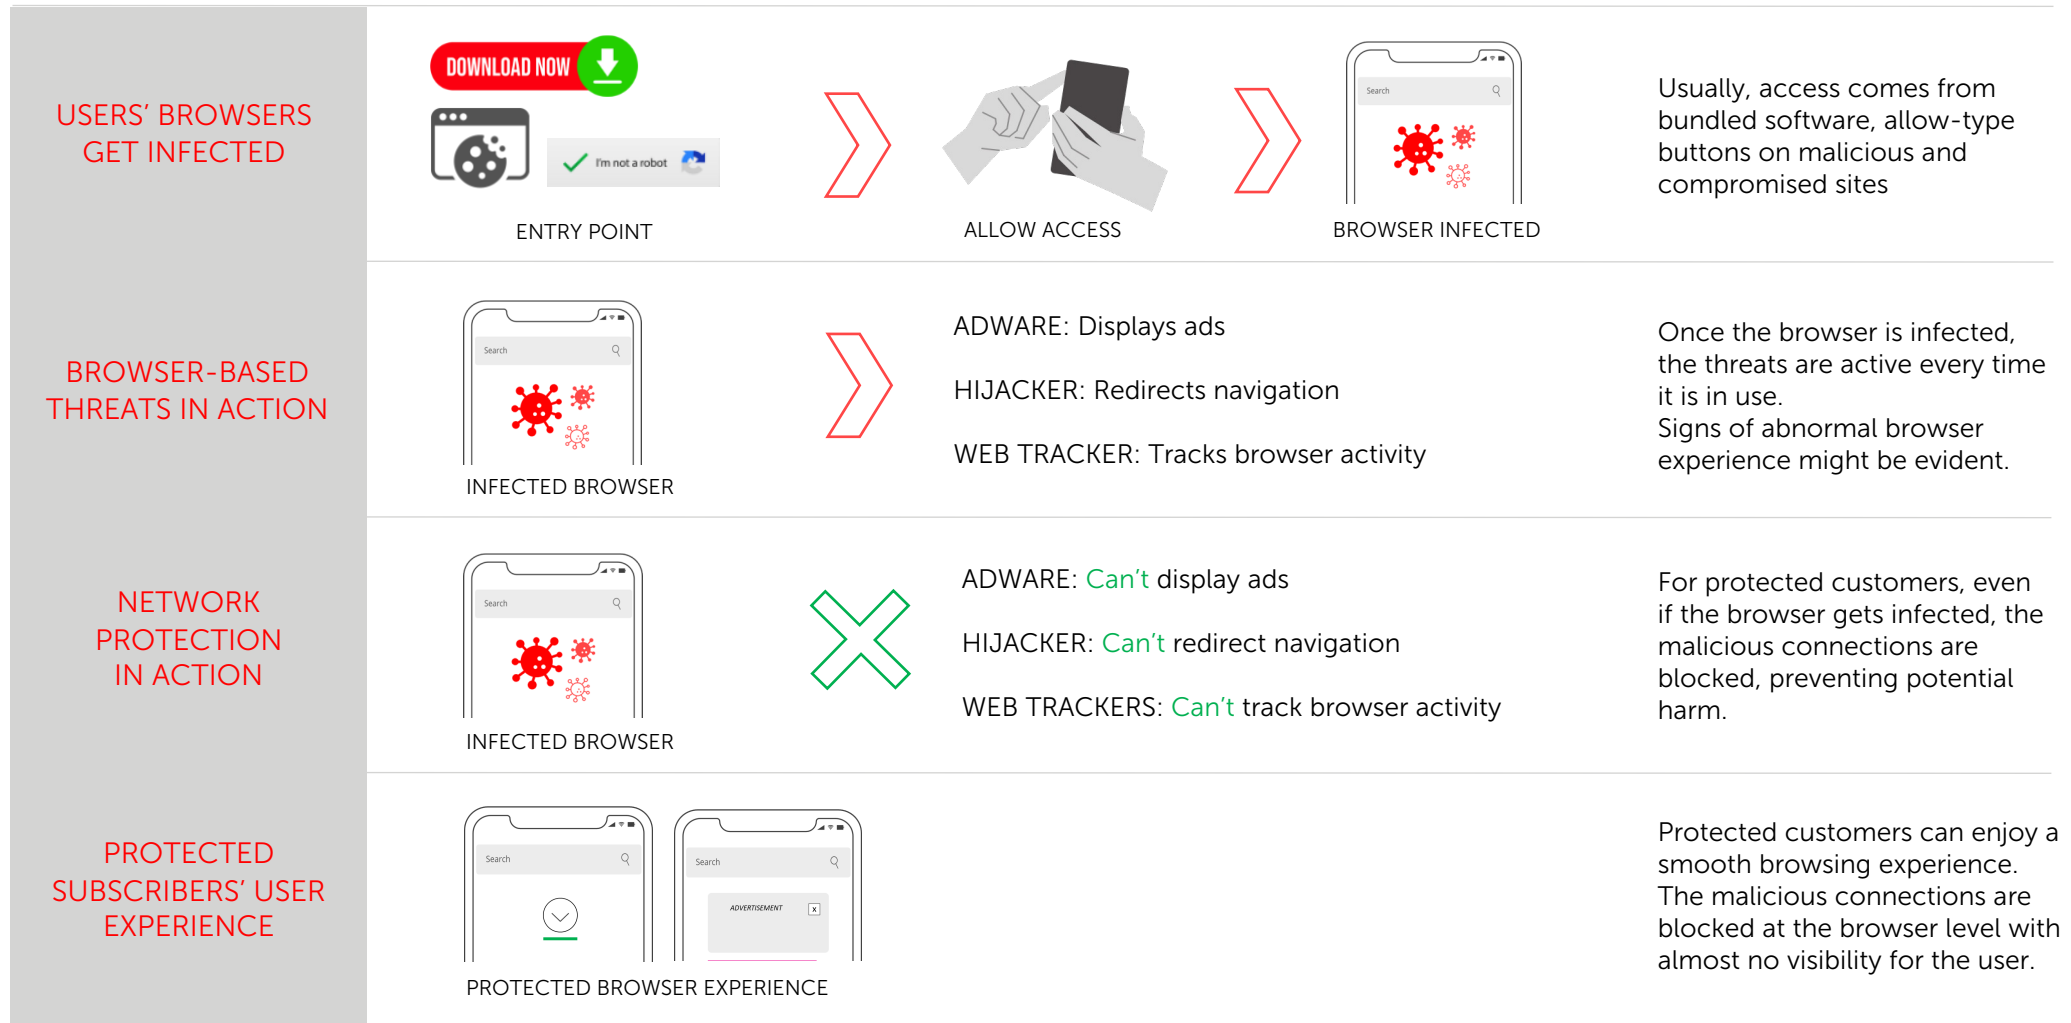 USERS’ BROWSERS
GET INFECTED
DOWNLOAD NOW
I'm not a robot
ENTRY POINT
ALLOW ACCESS
Search
BROWSER INFECTED
Usually, access comes from
bundled software, allow-type
buttons on malicious and
compromised sites
BROWSER-BASED
THREATS IN ACTION
Search
INFECTED BROWSER
ADWARE: Displays ads
HIJACKER: Redirects navigation
WEB TRACKER: Tracks browser activity
Once the browser is infected,
the threats are active every time
it is in use.
Signs of abnormal browser
experience might be evident.
NETWORK
PROTECTION
IN ACTION
Search
INFECTED BROWSER
ADWARE: Can’t display ads
HIJACKER: Can’t redirect navigation
WEB TRACKERS: Can’t track browser activity
For protected customers, even
if the browser gets infected, the
malicious connections are
blocked, preventing potential
harm.
PROTECTED
SUBSCRIBERS’ USER
EXPERIENCE
Search
Search
ADVERTISEMENT X
PROTECTED BROWSER EXPERIENCE
Protected customers can enjoy a
smooth browsing experience.
The malicious connections are
blocked at the browser level with
almost no visibility for the user.